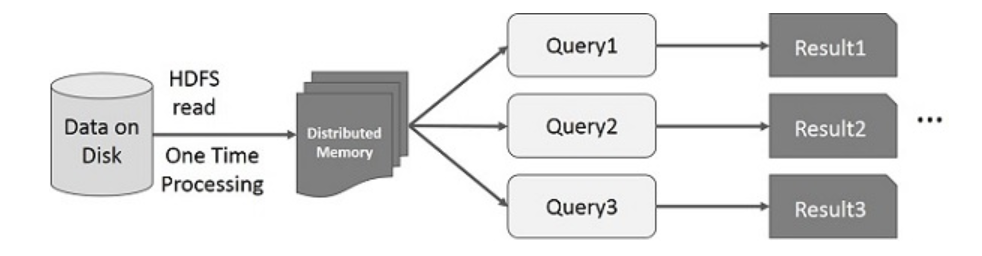 Data on
Disk
HDFS
read
One Time
Processing
Distributed
Memory
Query1
Result1
Query2
Result2
...
Query3
Result3